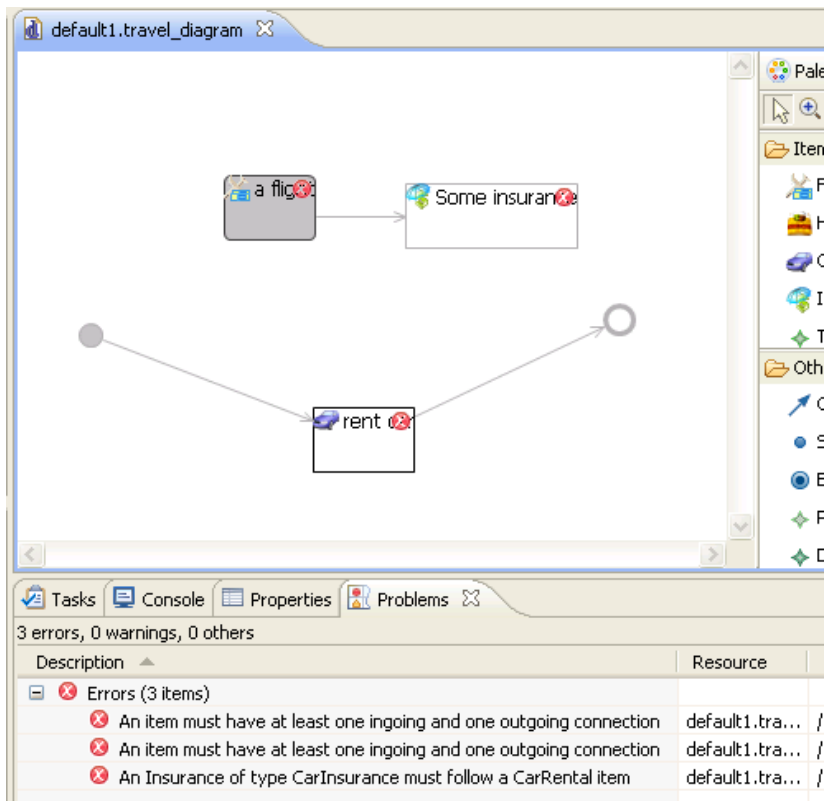 default1.travel_diagram
Pale
Item
a flight
Some insurance
F
H
C
I
T
Oth
C
S
E
F
D
rent car
Tasks Console Properties Problems
3 errors, 0 warnings, 0 others
Description Resource
Errors (3 items)
An item must have at least one ingoing and one outgoing connection default1.tra... /
An item must have at least one ingoing and one outgoing connection default1.tra... /
An Insurance of type CarInsurance must follow a CarRental item default1.tra... /